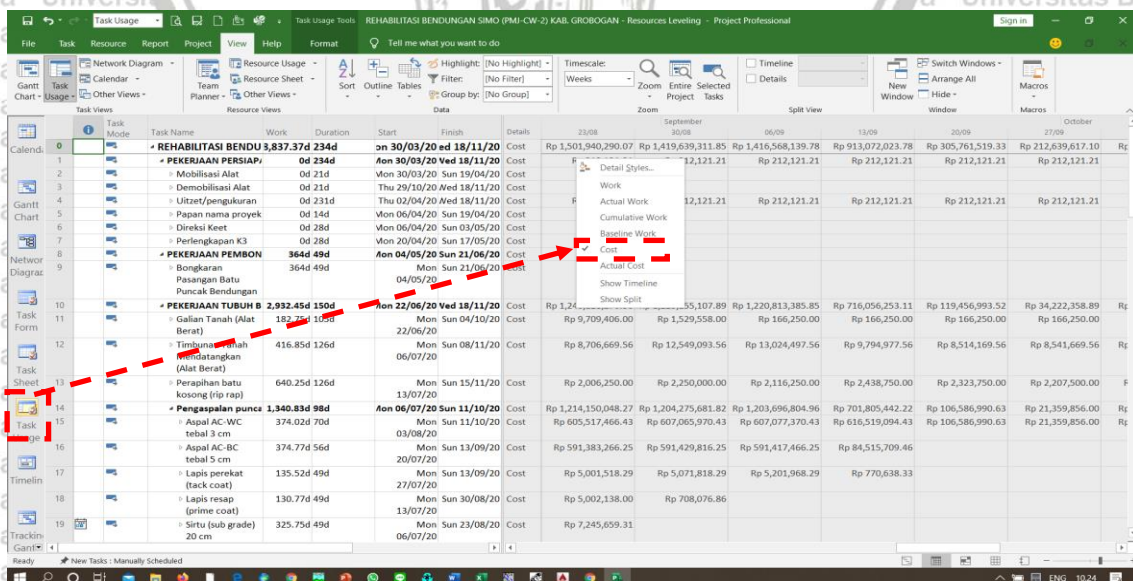 Task Usage
Task Usage Tools
REHABILITASI BENDUNGAN SIMO (PMJ-CW-2) KAB. GROBOGAN - Resources Leveling - Project Professional
Sign in
File Task Resource Report Project View Help Format Tell me what you want to do
Gantt Chart
Task Usage
Network Diagram
Calendar
Other Views
Task Views
Team Planner
Resource Usage
Resource Sheet
Other Views
Resource Views
Sort Outline Tables
Highlight: [No Highlight]
Filter: [No Filter]
Group by: [No Group]
Data
Timescale:
Weeks
Zoom Entire Project Selected Tasks
Zoom
Timeline
Details
Split View
New Window
Switch Windows
Arrange All
Hide
Window
Macros
Macros
Task Mode Task Name Work Duration Start Finish Details September October
23/08 30/08 06/09 13/09 20/09 27/09
0 REHABILITASI BENDU 3,837.37d 234d on 30/03/20 ed 18/11/20 Cost Rp 1,501,940,290.07 Rp 1,419,639,311.85 Rp 1,416,568,139.78 Rp 913,072,023.78 Rp 305,761,519.33 Rp 212,639,617.10
1 PEKERJAAN PERSIAP 0d 234d Mon 30/03/20 Wed 18/11/20 Cost 12,121.21 Rp 212,121.21 Rp 212,121.21 Rp 212,121.21 Rp 212,121.21
2 Mobilisasi Alat 0d 21d Mon 30/03/20 Sun 19/04/20 Cost
3 Demobilisasi Alat 0d 21d Thu 29/10/20 Wed 18/11/20 Cost
4 Uitzet/pengukuran 0d 231d Thu 02/04/20 Wed 18/11/20 Cost 12,121.21 Rp 212,121.21 Rp 212,121.21 Rp 212,121.21 Rp 212,121.21
5 Papan nama proyek 0d 14d Mon 06/04/20 Sun 19/04/20 Cost
6 Direksi Keet 0d 28d Mon 06/04/20 Sun 03/05/20 Cost
7 Perlengkapan K3 0d 28d Mon 20/04/20 Sun 17/05/20 Cost
8 PEKERJAAN PEMBON 364d 49d Mon 04/05/20 Sun 21/06/20 Cost
9 Bongkaran Pasangan Batu Puncak Bendungan 364d 49d Mon 04/05/20 Sun 21/06/20 Cost
10 PEKERJAAN TUBUH B 2,932.45d 150d Mon 22/06/20 Wed 18/11/20 Cost 55,107.89 Rp 1,220,813,385.85 Rp 716,056,253.11 Rp 119,456,993.52 Rp 34,222,358.89
11 Galian Tanah (Alat Berat) 182.75d 105d Mon 22/06/20 Sun 04/10/20 Cost Rp 9,709,406.00 Rp 1,529,558.00 Rp 166,250.00 Rp 166,250.00 Rp 166,250.00 Rp 166,250.00
12 Timbunan Tanah Mendatangkan (Alat Berat) 416.85d 126d Mon 06/07/20 Sun 08/11/20 Cost Rp 8,706,669.56 Rp 12,549,093.56 Rp 13,024,497.56 Rp 9,794,977.56 Rp 8,514,169.56 Rp 8,541,669.56
13 Perapihan batu kosong (rip rap) 640.25d 126d Mon 13/07/20 Sun 15/11/20 Cost Rp 2,006,250.00 Rp 2,250,000.00 Rp 2,116,250.00 Rp 2,438,750.00 Rp 2,323,750.00 Rp 2,207,500.00
14 Pengaspalan punca 1,340.83d 98d Mon 06/07/20 Sun 11/10/20 Cost Rp 1,214,150,048.27 Rp 1,204,275,681.82 Rp 1,203,696,804.96 Rp 701,805,442.22 Rp 106,586,990.63 Rp 21,359,856.00
15 Aspal AC-WC tebal 3 cm 374.02d 70d Mon 03/08/20 Sun 11/10/20 Cost Rp 605,517,466.43 Rp 607,065,970.43 Rp 607,077,370.43 Rp 616,519,094.43 Rp 106,586,990.63 Rp 21,359,856.00
16 Aspal AC-BC tebal 5 cm 374.77d 56d Mon 20/07/20 Sun 13/09/20 Cost Rp 591,383,266.25 Rp 591,429,816.25 Rp 591,417,466.25 Rp 84,515,709.46
17 Lapis perekat (tack coat) 135.52d 49d Mon 27/07/20 Sun 13/09/20 Cost Rp 5,001,518.29 Rp 5,071,818.29 Rp 5,201,968.29 Rp 770,638.33
18 Lapis resap (prime coat) 130.77d 49d Mon 13/07/20 Sun 30/08/20 Cost Rp 5,002,138.00 Rp 708,076.86
19 Sirtu (sub grade) 20 cm 325.75d 49d Mon 06/07/20 Sun 23/08/20 Cost Rp 7,245,659.31
Detail Styles...
Work
Actual Work
Cumulative Work
Baseline Work
Cost
Actual Cost
Show Timeline
Show Split
Calend
Gantt Chart
Networ Diagrar
Task Form
Task Sheet
Task Usage
Timelin
Trackin Gantt
Ready New Tasks : Manually Scheduled
ENG 10.24